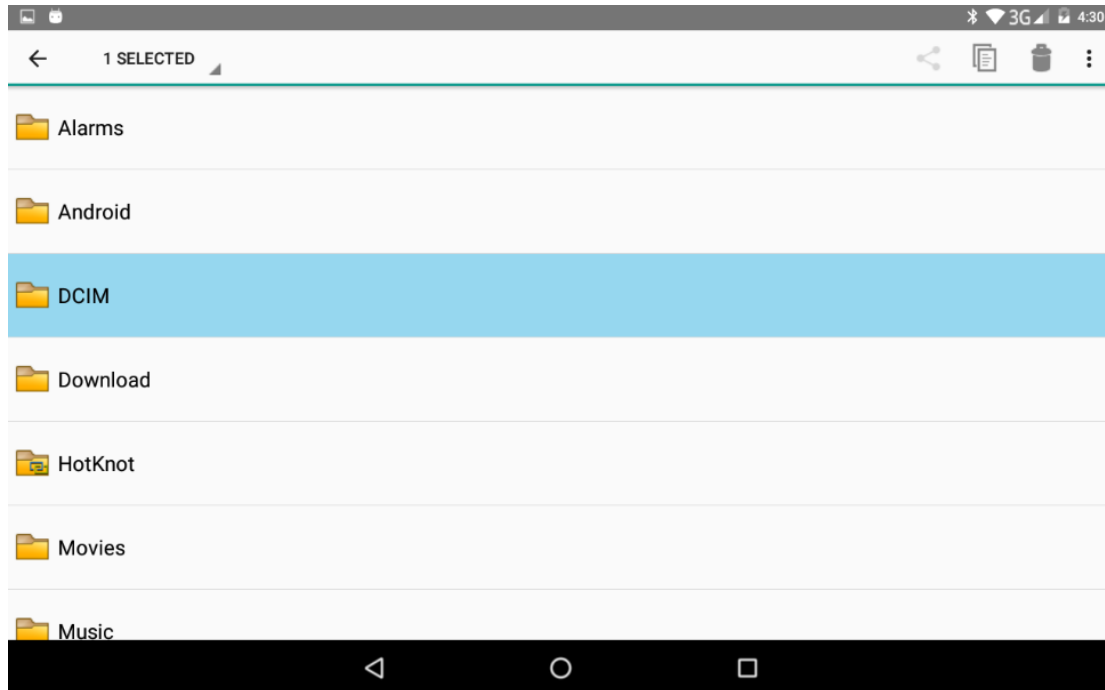 3G 4:30
1 SELECTED
Alarms
Android
DCIM
Download
HotKnot
Movies
Music